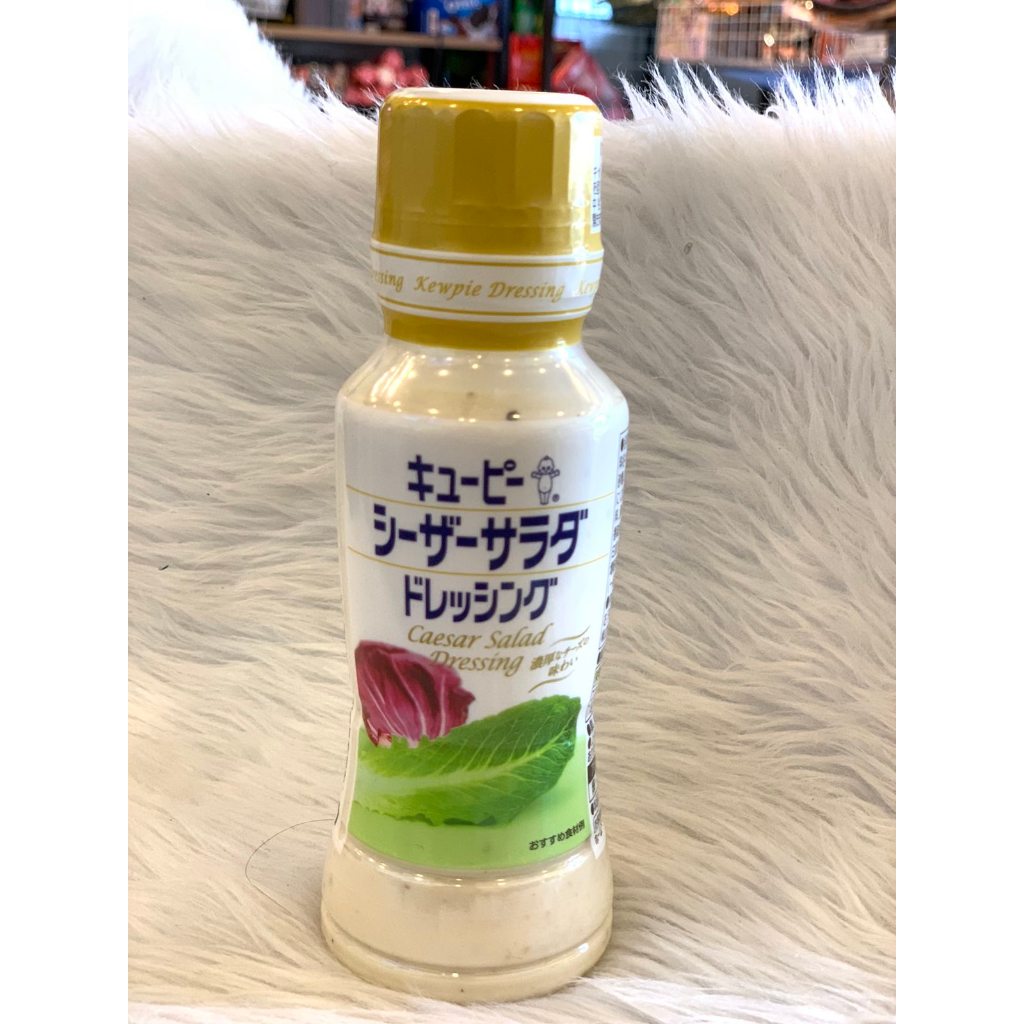 Kewpie Dressing
キューピー
®
シーザーサラダ
ドレッシング
Caesar Salad
Dressing
濃厚なチーズの
味わい
おすすめ食材例